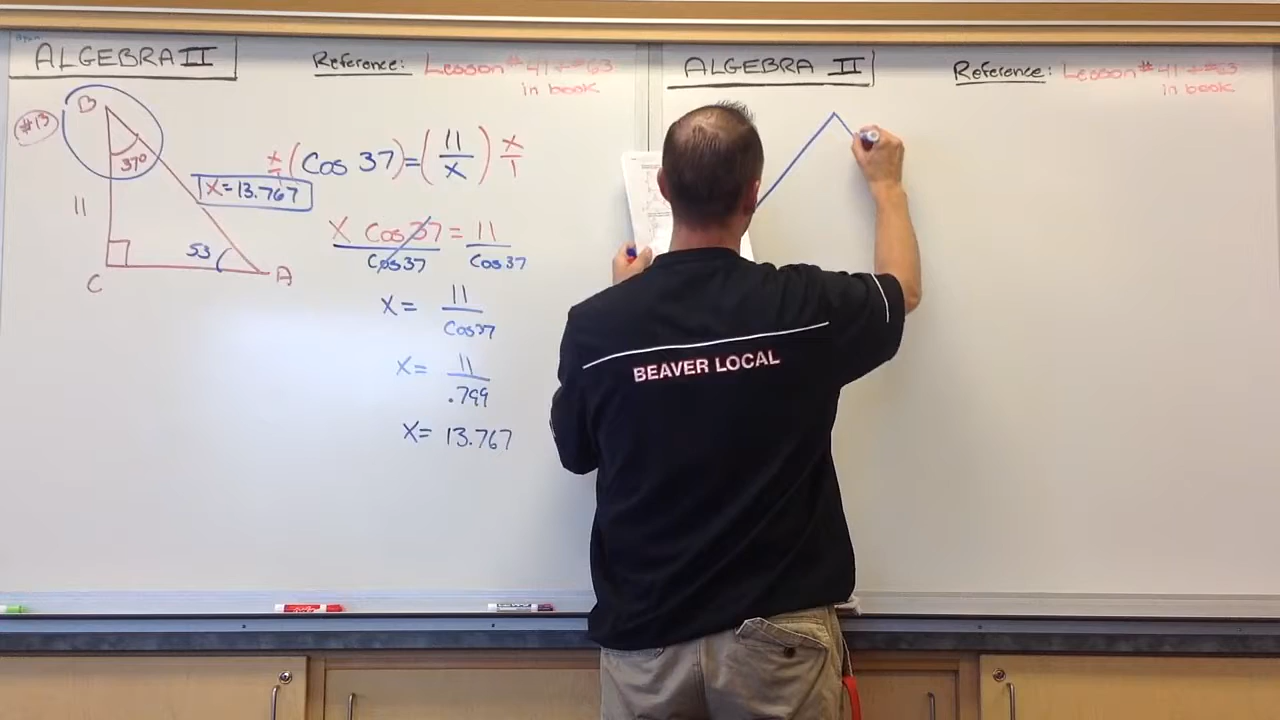 ALGEBRA II
Reference: Lesson # 41 + #63
in book
#13
B
37°
11
X = 13.767
53
C
A
x/1 (Cos 37) = (11/x) x/1
X Cos 37 = 11
Cos 37 Cos 37
X = 11/Cos 37
X = 11/.799
X = 13.767
ALGEBRA II
Reference: Lesson # 41 + #63
in book
BEAVER LOCAL